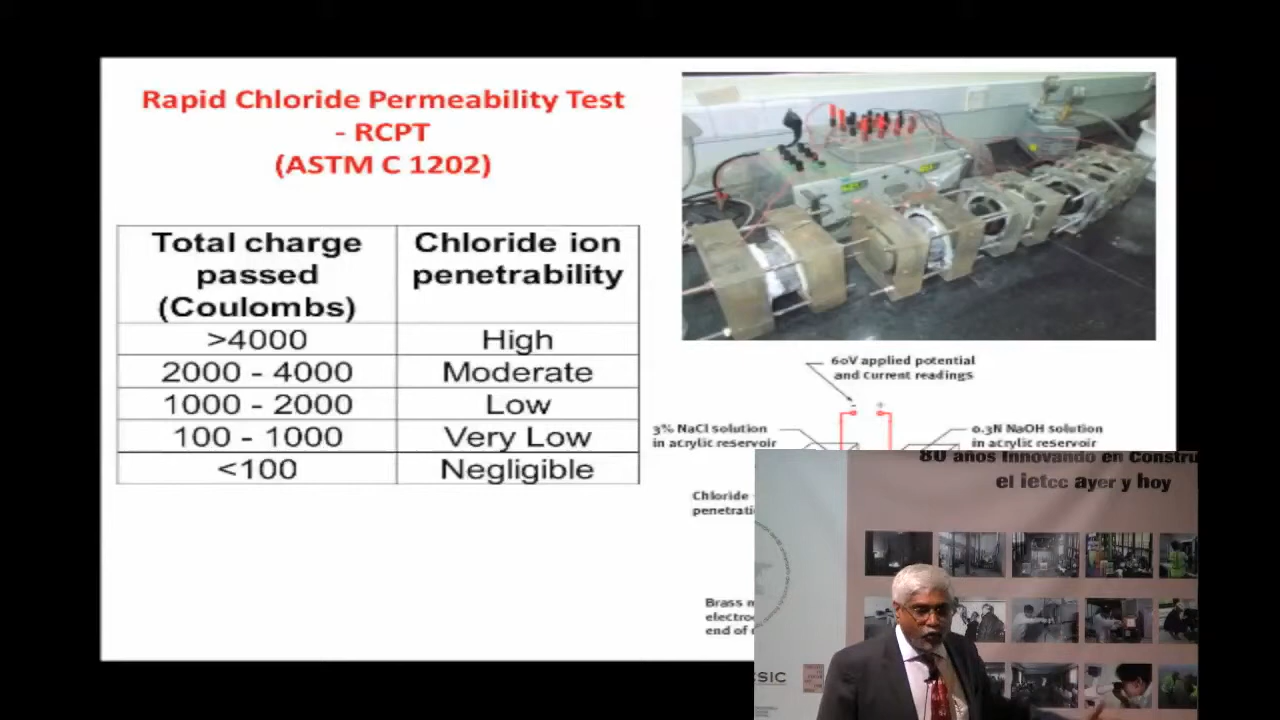 Rapid Chloride Permeability Test
- RCPT
(ASTM C 1202)
Total charge
passed
(Coulombs)
Chloride ion
penetrability
>4000
High
2000 - 4000
Moderate
1000 - 2000
Low
100 - 1000
Very Low
<100
Negligible
60V applied potential
and current readings
- +
3% NaCl solution
in acrylic reservoir
0.3N NaOH solution
in acrylic reservoir
Chloride
Brass
end of
80 años Innovando en
el ietcc ayer y hoy
CSIC